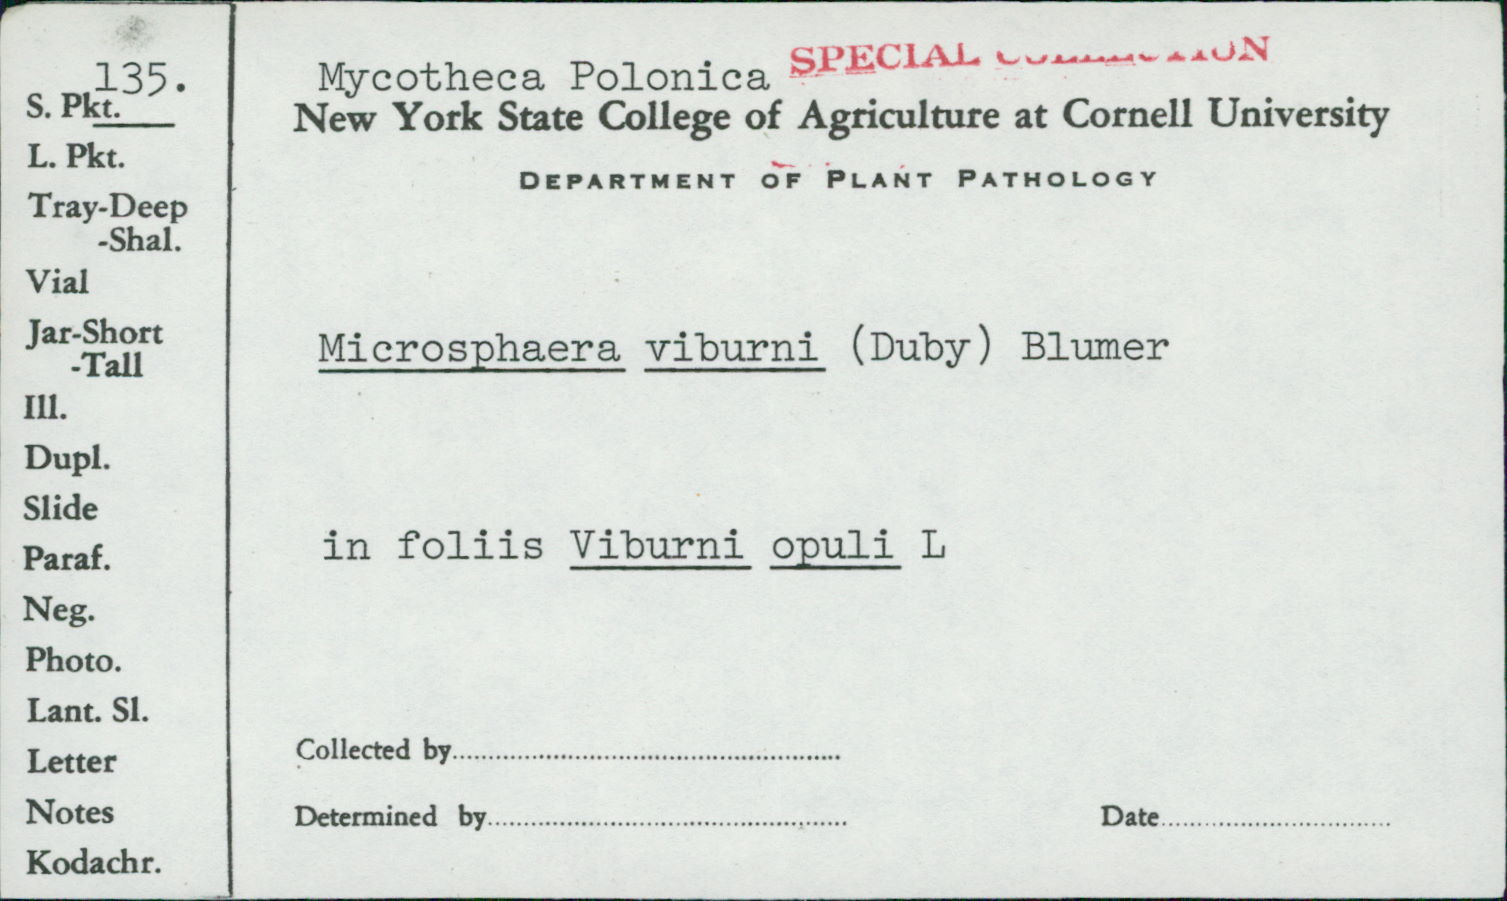 135.
S. Pkt.
L. Pkt.
Tray-Deep
-Shal.
Vial
Jar-Short
-Tall
Ill.
Dupl.
Slide
Paraf.
Neg.
Photo.
Lant. Sl.
Letter
Notes
Kodachr.
Mycotheca Polonica SPECIAL
New York State College of Agriculture at Cornell University
DEPARTMENT OF PLANT PATHOLOGY
Microsphaera viburni (Duby) Blumer
in foliis Viburni opuli L
Collected by
Determined by Date